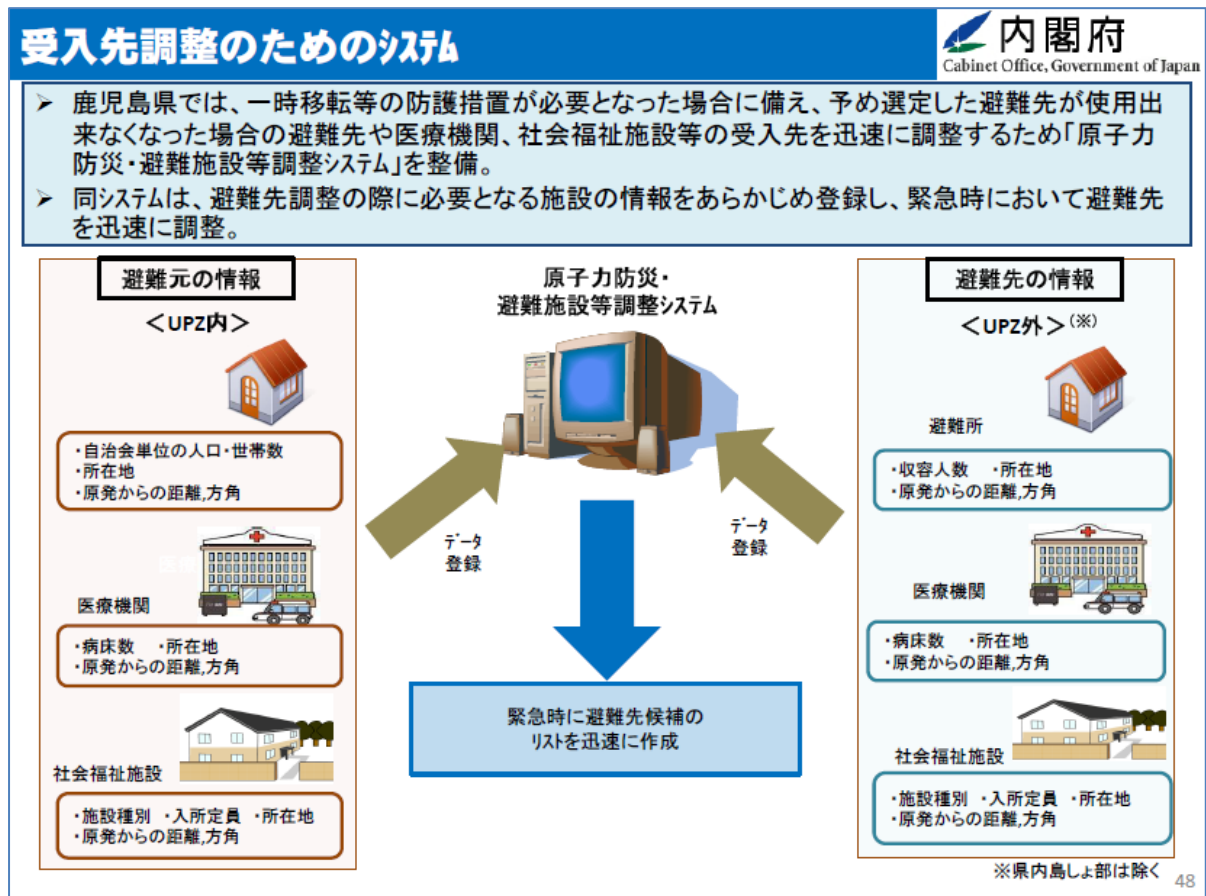 受入先調整のためのｼｽﾃﾑ
内閣府
Cabinet Office, Government of Japan
➢ 鹿児島県では、一時移転等の防護措置が必要となった場合に備え、予め選定した避難先が使用出
来なくなった場合の避難先や医療機関、社会福祉施設等の受入先を迅速に調整するため「原子力
防災・避難施設等調整ｼｽﾃﾑ」を整備。
➢ 同ｼｽﾃﾑは、避難先調整の際に必要となる施設の情報をあらかじめ登録し、緊急時において避難先
を迅速に調整。
避難元の情報
＜UPZ内＞
・自治会単位の人口・世帯数
・所在地
・原発からの距離,方角
医療機関
・病床数 ・所在地
・原発からの距離,方角
社会福祉施設
・施設種別 ・入所定員 ・所在地
・原発からの距離,方角
原子力防災・
避難施設等調整ｼｽﾃﾑ
ﾃﾞｰﾀ
登録
ﾃﾞｰﾀ
登録
緊急時に避難先候補の
ﾘｽﾄを迅速に作成
避難先の情報
＜UPZ外＞(※)
避難所
・収容人数 ・所在地
・原発からの距離,方角
医療機関
・病床数 ・所在地
・原発からの距離,方角
社会福祉施設
・施設種別 ・入所定員 ・所在地
・原発からの距離,方角
※県内島しょ部は除く
48